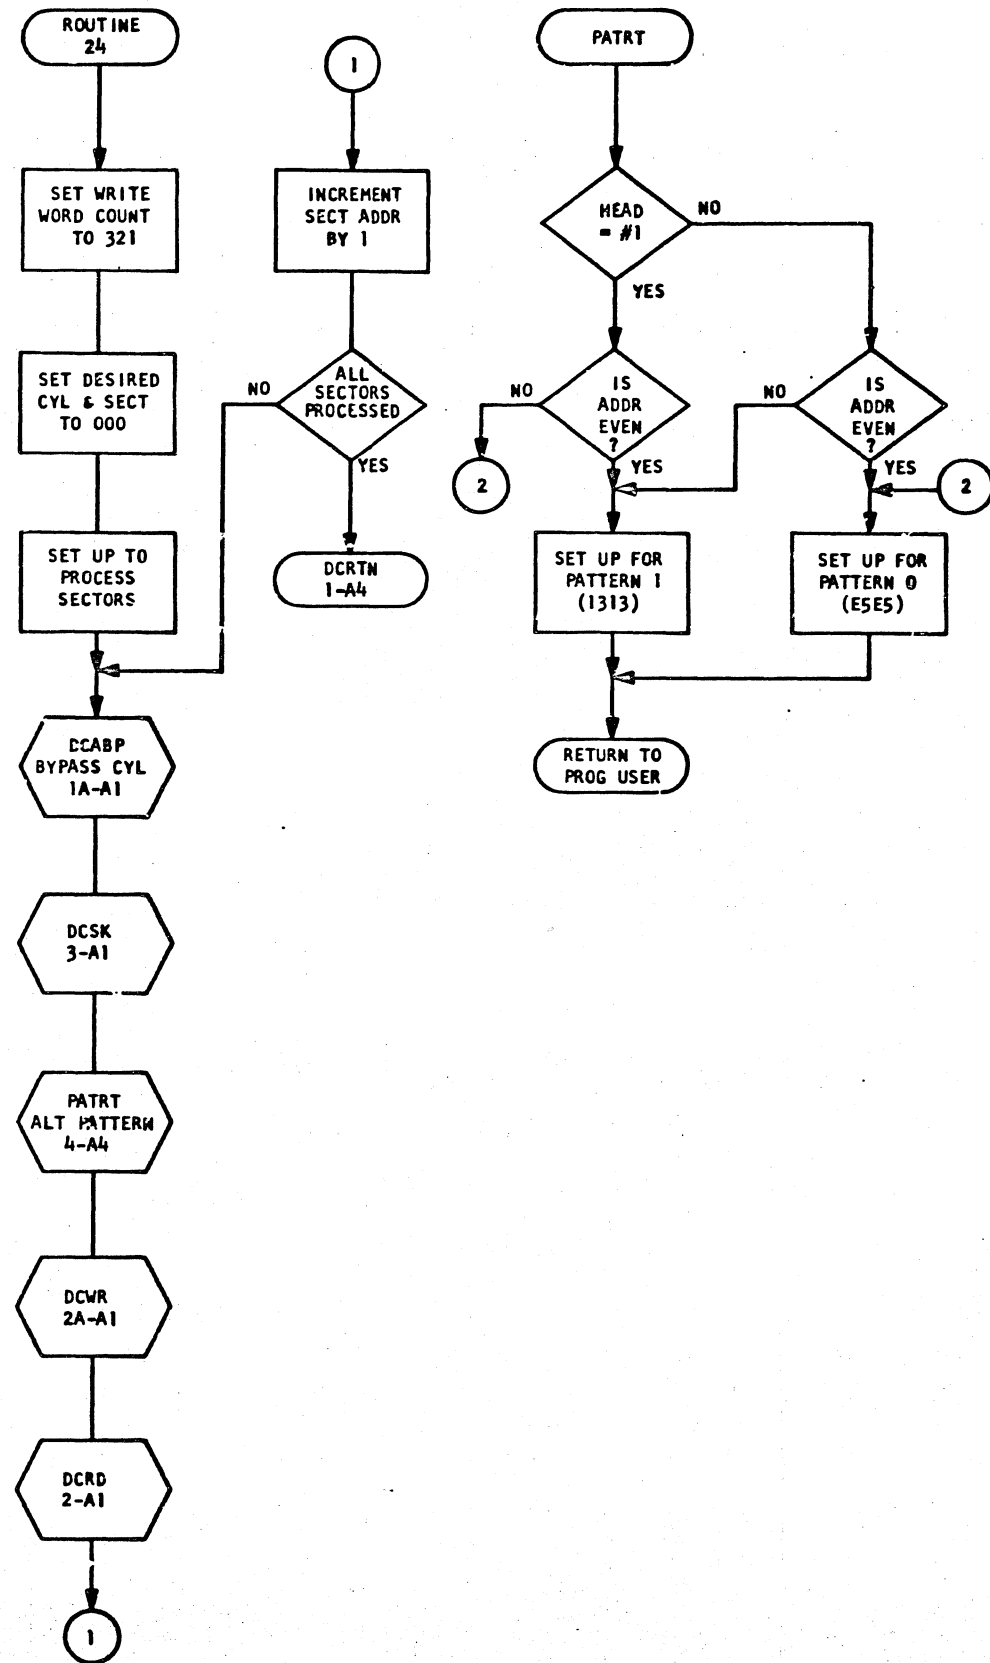 ROUTINE
24
SET WRITE
WORD COUNT
TO 321
SET DESIRED
CYL & SECT
TO 000
SET UP TO
PROCESS
SECTORS
DCABP
BYPASS CYL
1A-A1
DCSK
3-A1
PATRT
ALT PATTERN
4-A4
DCWR
2A-A1
DCRD
2-A1
1
1
INCREMENT
SECT ADDR
BY 1
ALL
SECTORS
PROCESSED
NO
YES
DCRTN
1-A4
PATRT
HEAD
= #1
NO
YES
IS
ADDR
EVEN
?
NO
YES
2
IS
ADDR
EVEN
?
NO
YES
2
SET UP FOR
PATTERN 1
(1313)
SET UP FOR
PATTERN 0
(E5E5)
RETURN TO
PROG USER